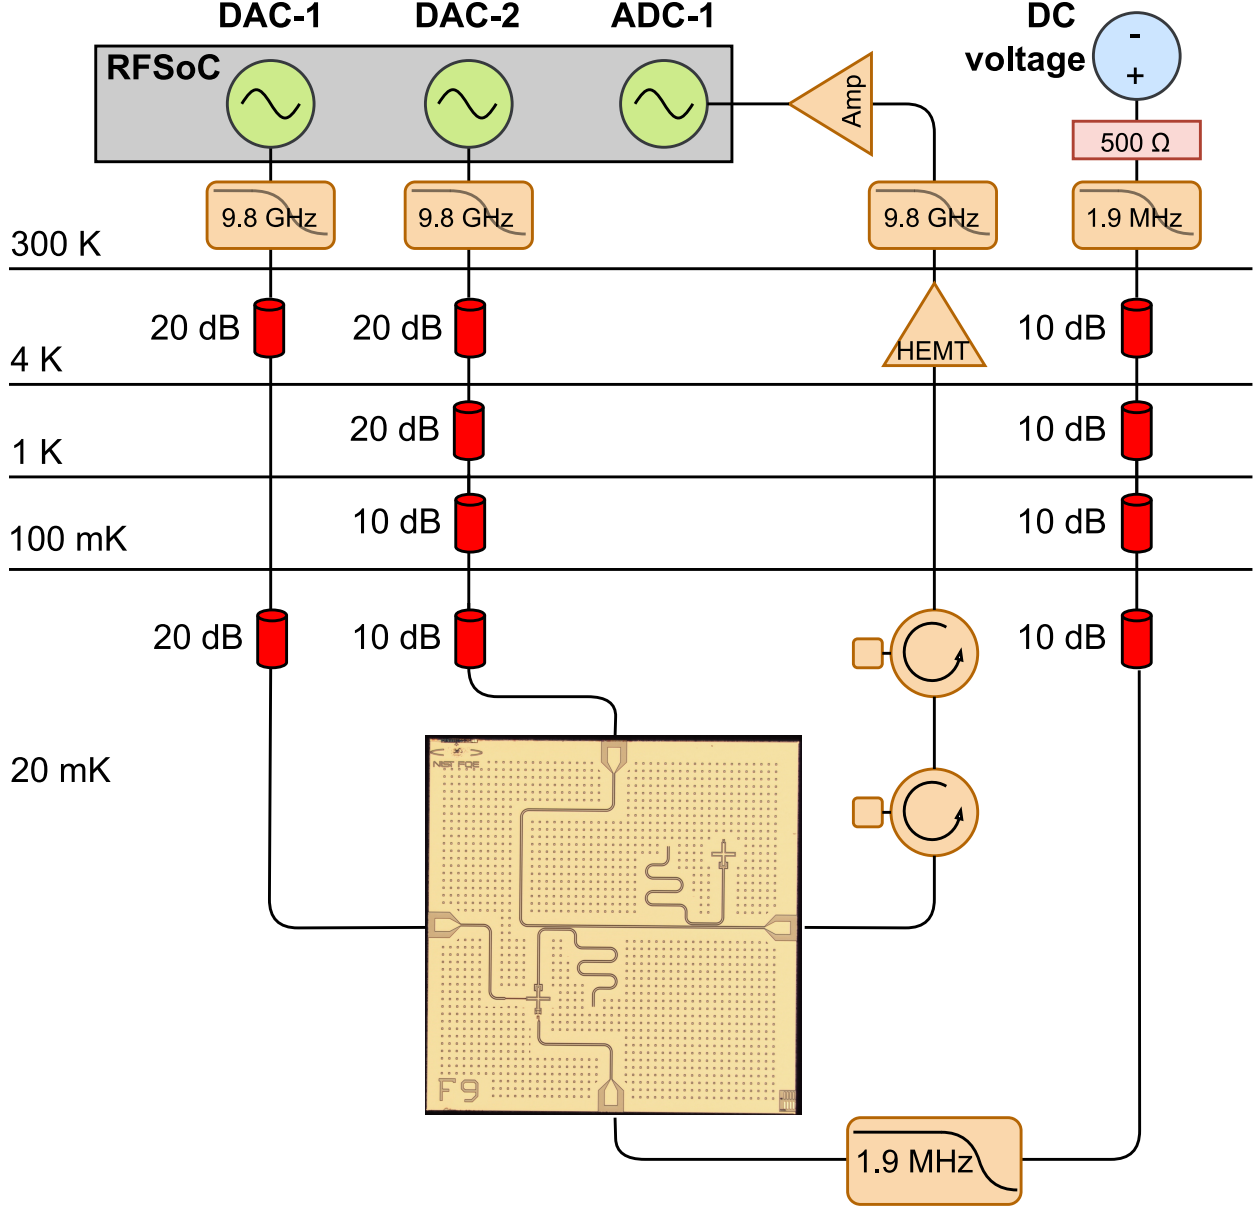 DAC-1 DAC-2 ADC-1 DC
voltage
RFSoC
Amp
-
+
500 Ω
9.8 GHz 9.8 GHz 9.8 GHz 1.9 MHz
300 K
20 dB 20 dB 10 dB
HEMT
4 K
20 dB 10 dB
1 K
10 dB 10 dB
100 mK
20 dB 10 dB 10 dB
20 mK
NIST FQE
F9
1.9 MHz